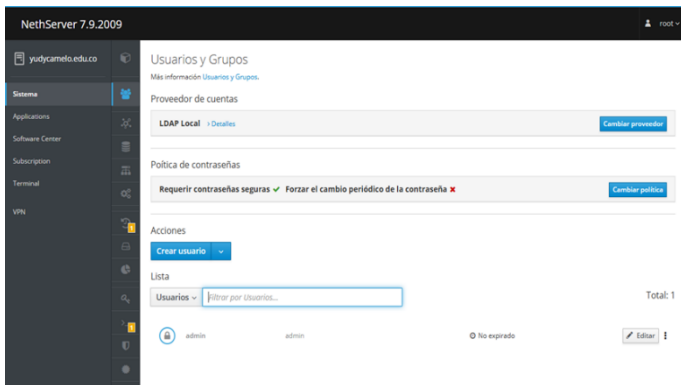 NethServer 7.9.2009
root
yudycamelo.edu.co
Sistema
Applications
Software Center
Subscription
Terminal
VPN
1
1
Usuarios y Grupos
Más información Usuarios y Grupos.
Proveedor de cuentas
LDAP Local › Detalles
Cambiar proveedor
Poítica de contraseñas
Requerir contraseñas seguras ✓ Forzar el cambio periódico de la contraseña ✖
Cambiar política
Acciones
Crear usuario
Lista
Usuarios
Filtrar por Usuarios...
Total: 1
admin admin No expirado Editar